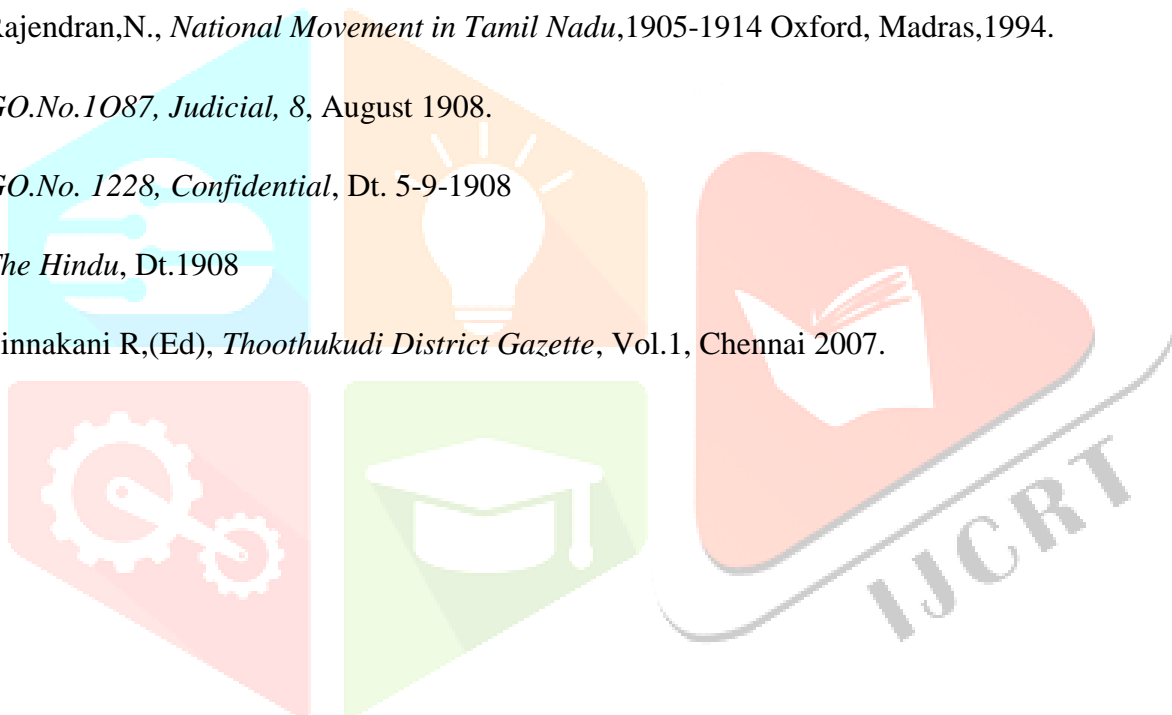 Rajendran,N., National Movement in Tamil Nadu,1905-1914 Oxford, Madras,1994.
GO.No.1O87, Judicial, 8, August 1908.
GO.No. 1228, Confidential, Dt. 5-9-1908
The Hindu, Dt.1908
innakani R,(Ed), Thoothukudi District Gazette, Vol.1, Chennai 2007.
IJCRT